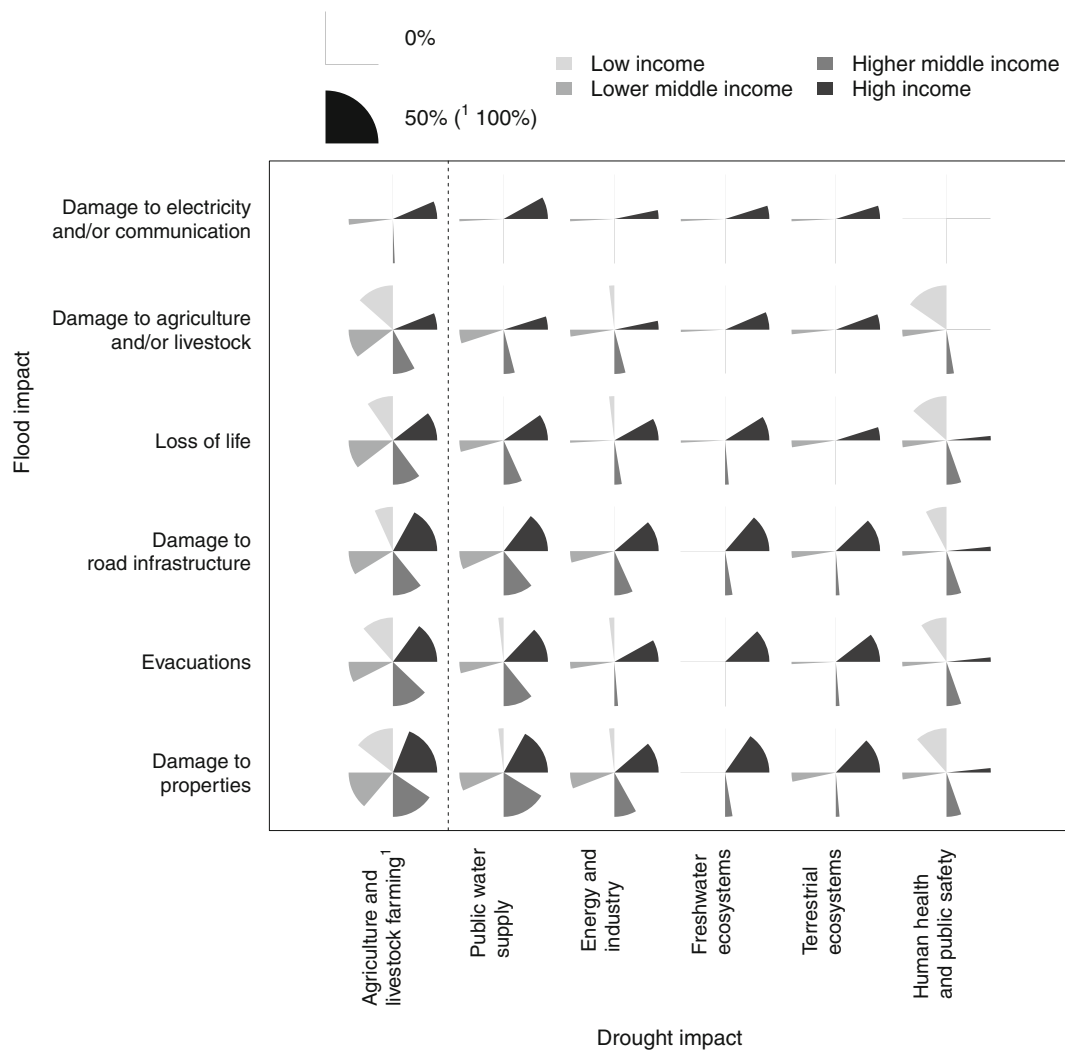 0%
50% (¹ 100%)
Low income
Lower middle income
Higher middle income
High income
Flood impact
Damage to electricity
and/or communication
Damage to agriculture
and/or livestock
Loss of life
Damage to
road infrastructure
Evacuations
Damage to
properties
Agriculture and
livestock farming¹
Public water
supply
Energy and
industry
Freshwater
ecosystems
Terrestrial
ecosystems
Human health
and public safety
Drought impact